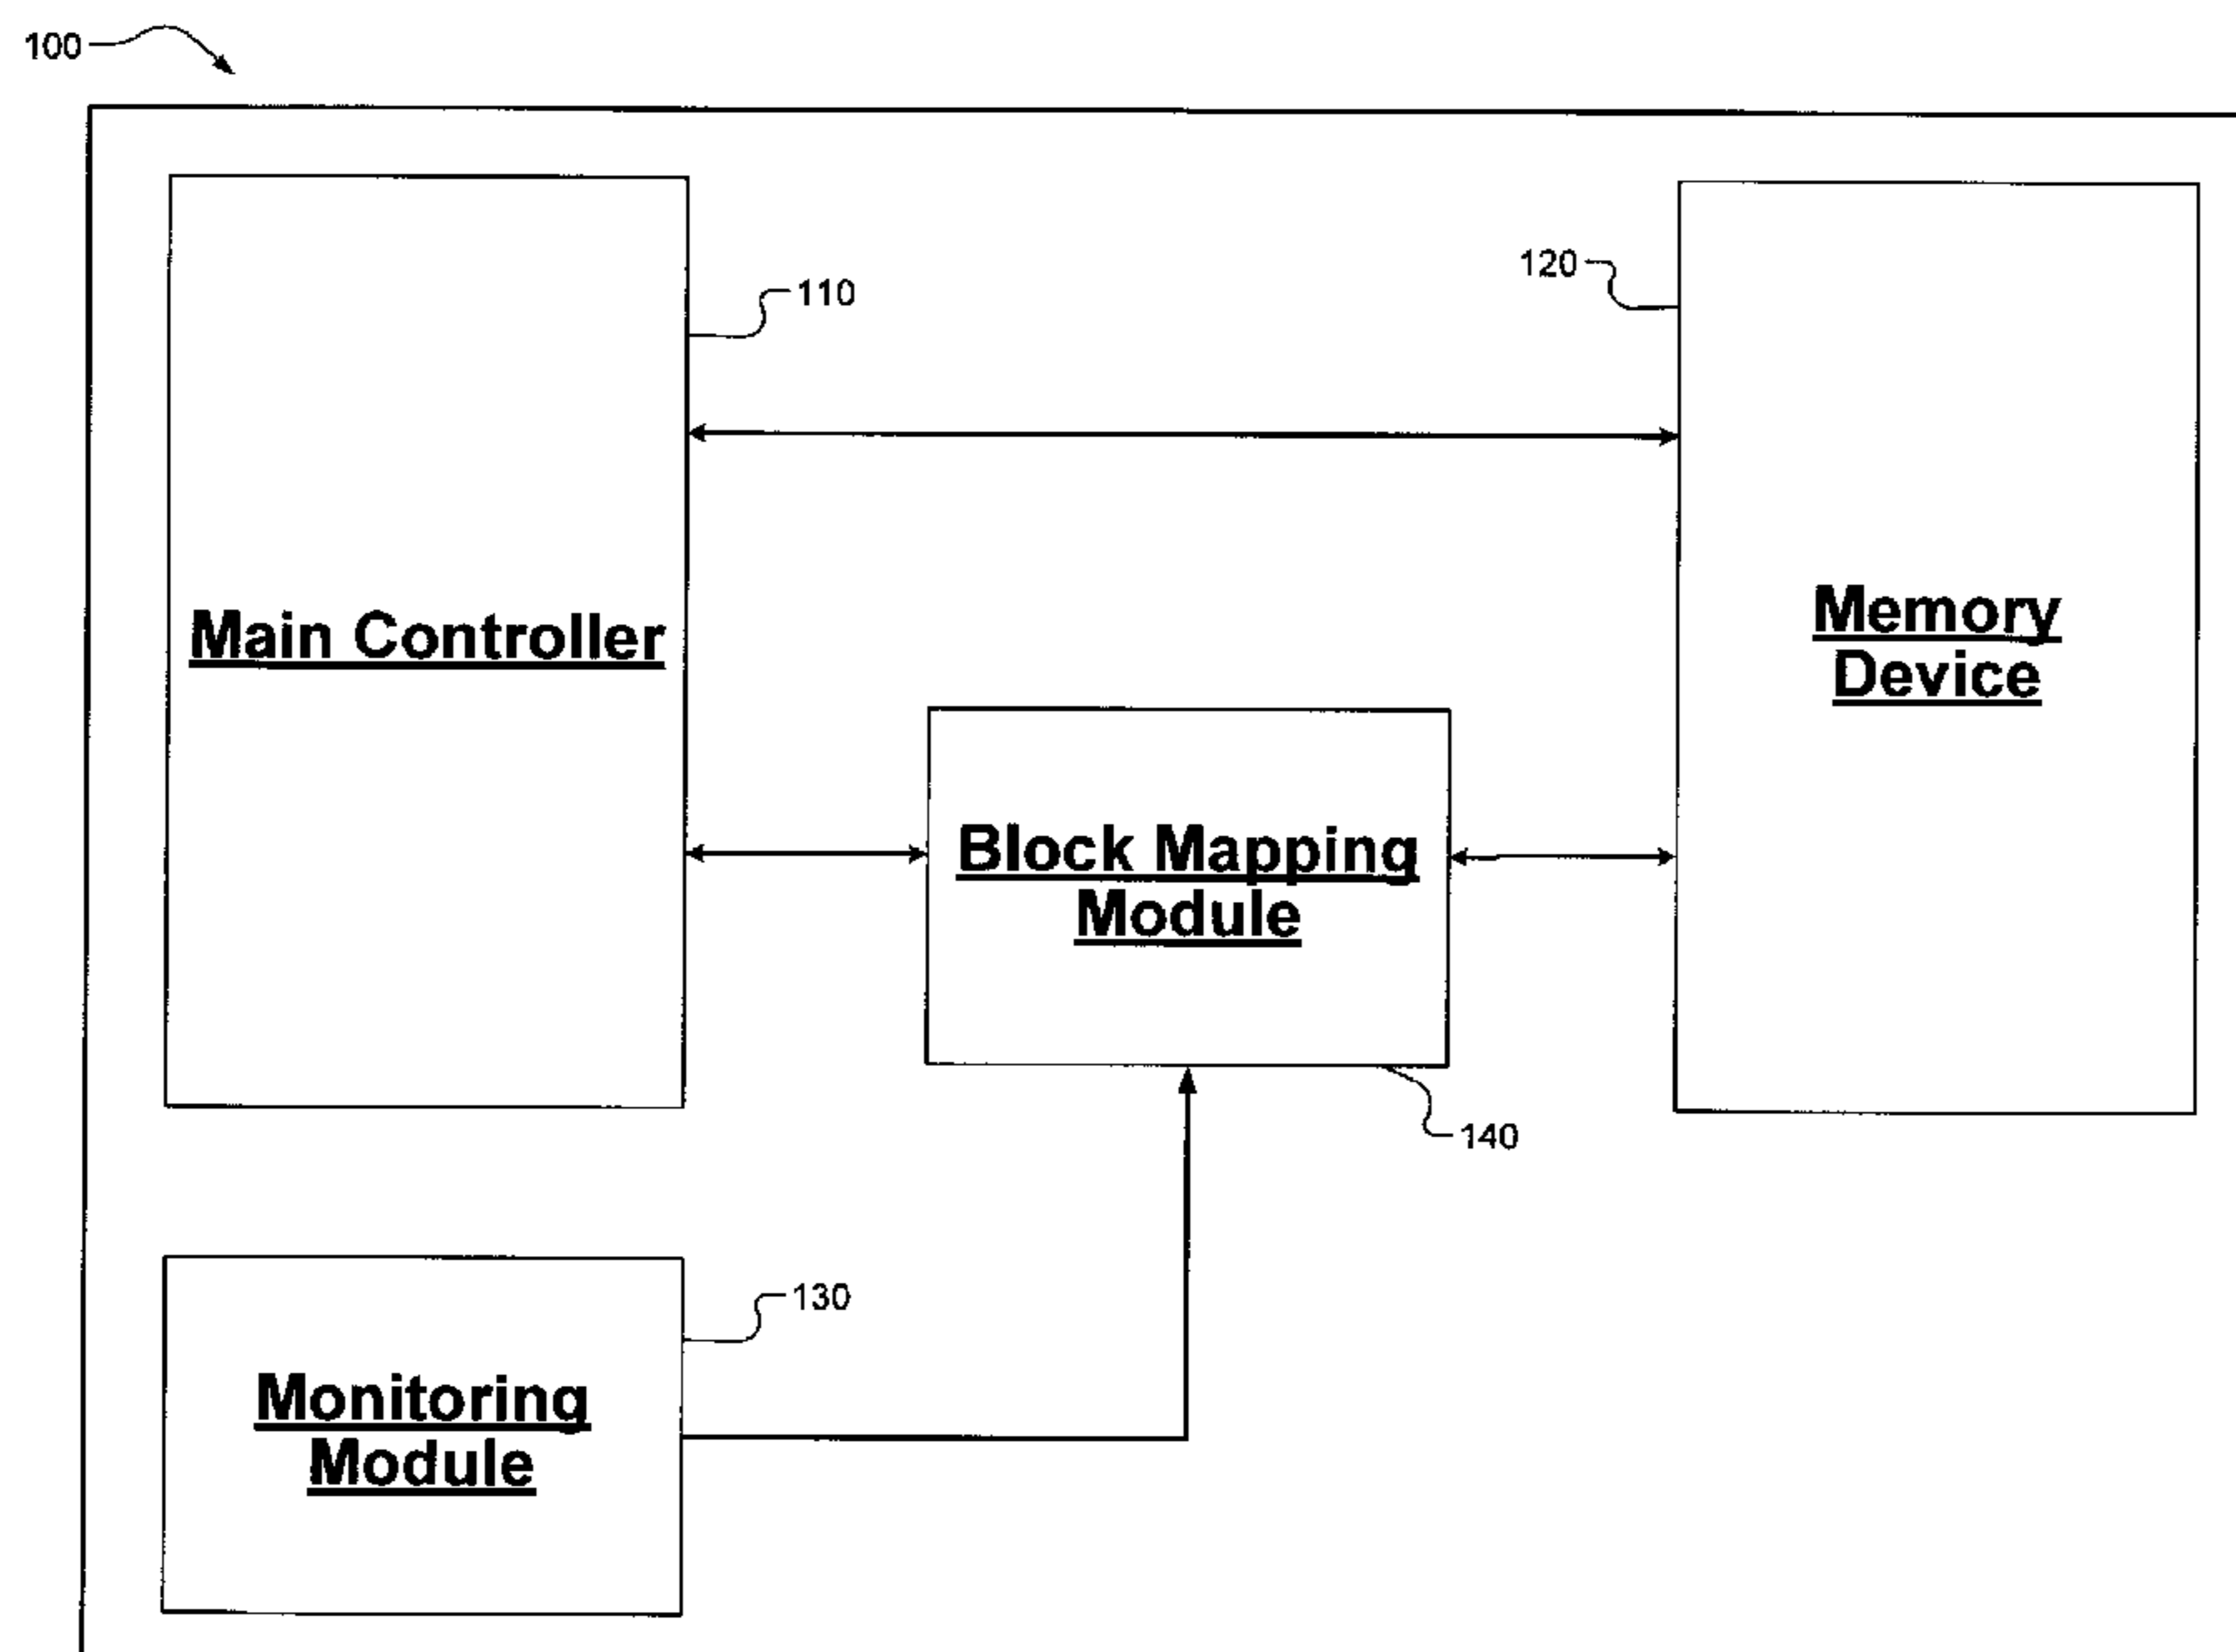 100
110
120
Main Controller
Memory
Device
Block Mapping
Module
140
130
Monitoring
Module